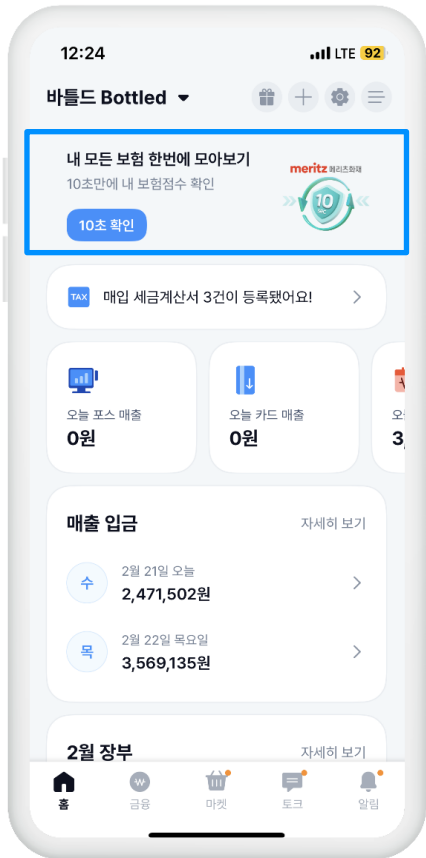 12:24
LTE 92
바틀드 Bottled
내 모든 보험 한번에 모아보기
10초만에 내 보험점수 확인
10초 확인
meritz 메리츠화재
10
TAX 매입 세금계산서 3건이 등록됐어요!
오늘 포스 매출
0원
오늘 카드 매출
0원
매출 입금
자세히 보기
수
2월 21일 오늘
2,471,502원
목
2월 22일 목요일
3,569,135원
2월 장부
자세히 보기
홈
금융
마켓
토크
알림